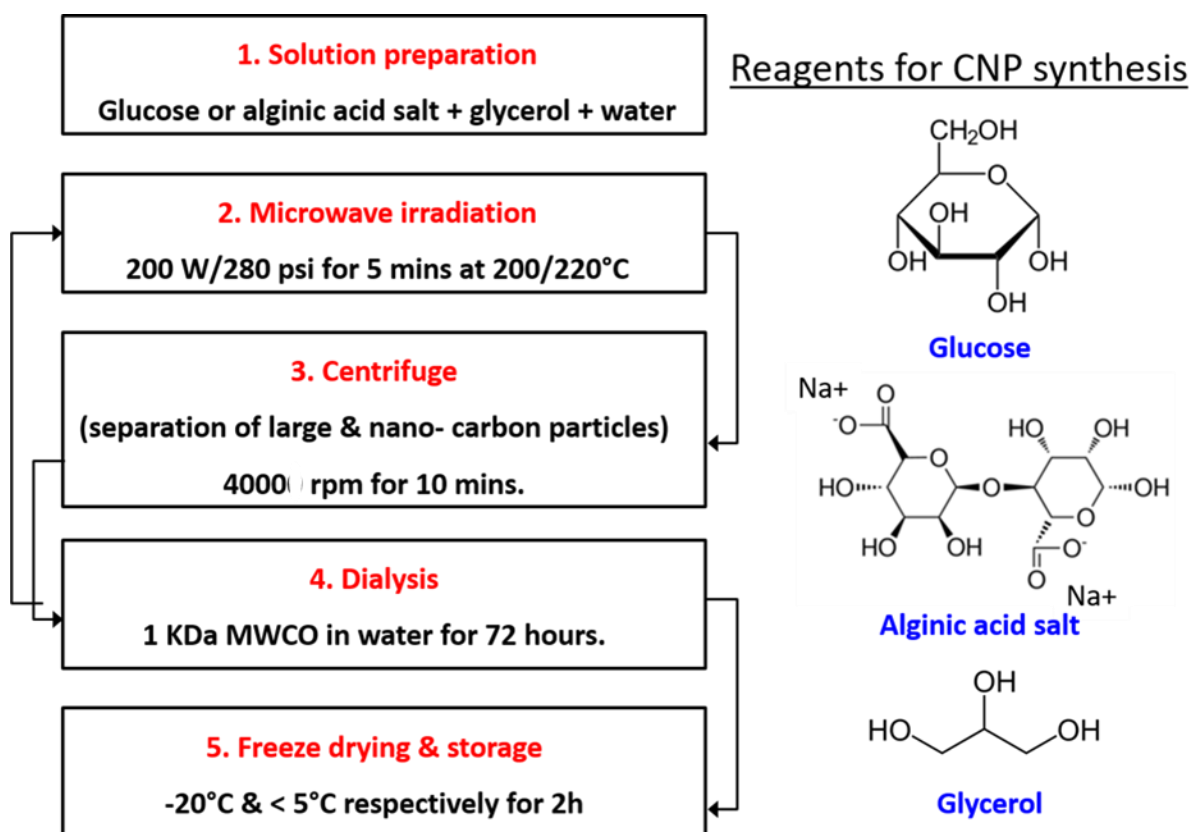 1. Solution preparation
Glucose or alginic acid salt + glycerol + water
2. Microwave irradiation
200 W/280 psi for 5 mins at 200/220°C
3. Centrifuge
(separation of large & nano- carbon particles)
rpm for 10 mins.
4. Dialysis
1 KDa MWCO in water for 72 hours.
5. Freeze drying & storage
-20°C & < 5°C respectively for 2h
Reagents for CNP synthesis
CH₂OH
O
OH
OH
OH
OH
Glucose
Na+
O
-O
O
HO
HO
OH
O
HO
OH
OH
O
O-
O
Na+
Alginic acid salt
OH
HO
OH
Glycerol